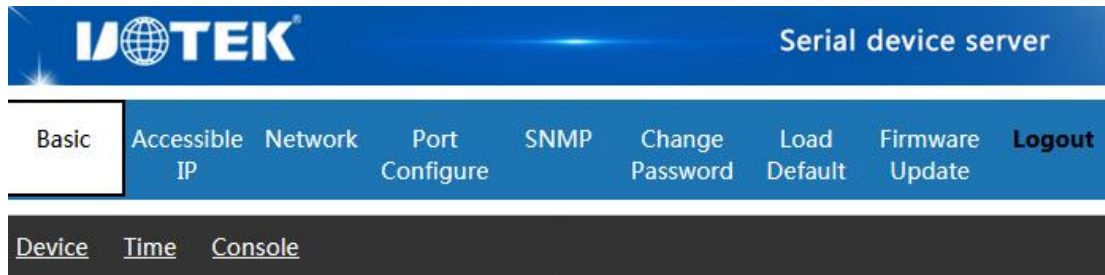 UOTEK® Serial device server
Basic Accessible IP Network Port Configure SNMP Change Password Load Default Firmware Update Logout
Device Time Console